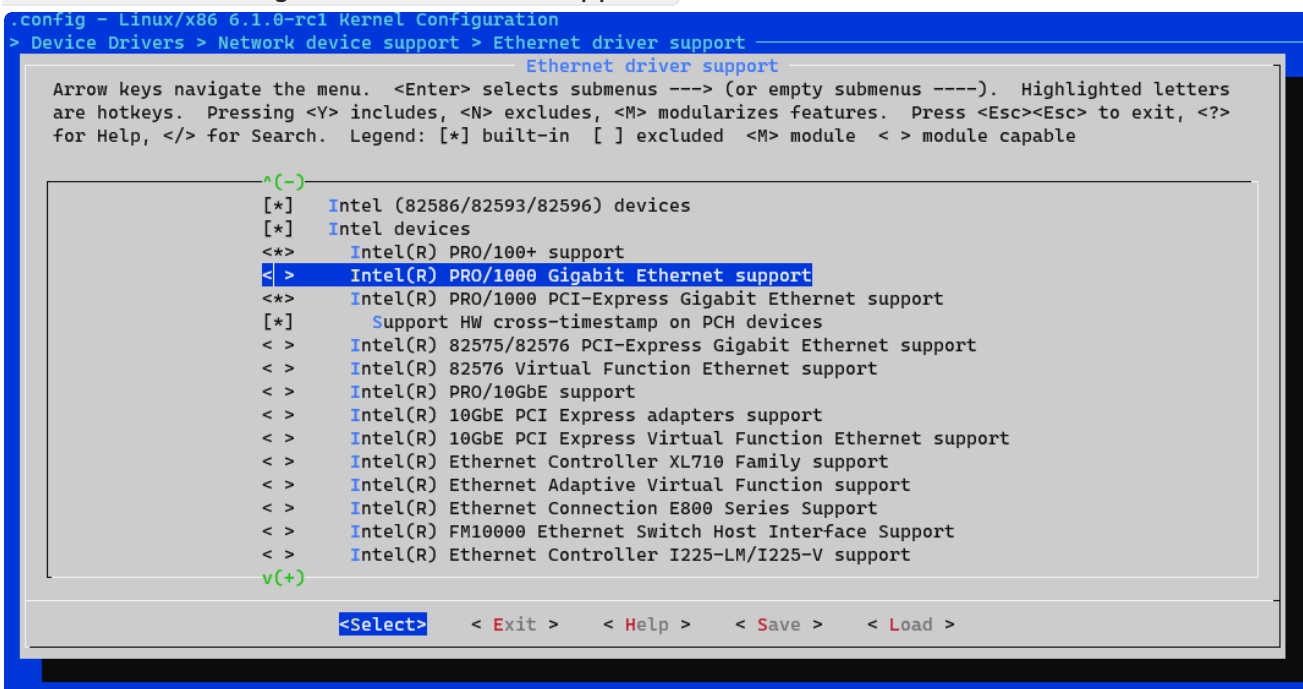 .config - Linux/x86 6.1.0-rc1 Kernel Configuration
> Device Drivers > Network device support > Ethernet driver support
Ethernet driver support
Arrow keys navigate the menu.  <Enter> selects submenus ---> (or empty submenus ----).  Highlighted letters
are hotkeys.  Pressing <Y> includes, <N> excludes, <M> modularizes features.  Press <Esc><Esc> to exit, <?>
for Help, </> for Search.  Legend: [*] built-in  [ ] excluded  <M> module  < > module capable
^(-)
[*]   Intel (82586/82593/82596) devices
[*]   Intel devices
<*>     Intel(R) PRO/100+ support
< >     Intel(R) PRO/1000 Gigabit Ethernet support
<*>     Intel(R) PRO/1000 PCI-Express Gigabit Ethernet support
[*]       Support HW cross-timestamp on PCH devices
< >     Intel(R) 82575/82576 PCI-Express Gigabit Ethernet support
< >     Intel(R) 82576 Virtual Function Ethernet support
< >     Intel(R) PRO/10GbE support
< >     Intel(R) 10GbE PCI Express adapters support
< >     Intel(R) 10GbE PCI Express Virtual Function Ethernet support
< >     Intel(R) Ethernet Controller XL710 Family support
< >     Intel(R) Ethernet Adaptive Virtual Function support
< >     Intel(R) Ethernet Connection E800 Series Support
< >     Intel(R) FM10000 Ethernet Switch Host Interface Support
< >     Intel(R) Ethernet Controller I225-LM/I225-V support
v(+)
<Select>    < Exit >    < Help >    < Save >    < Load >